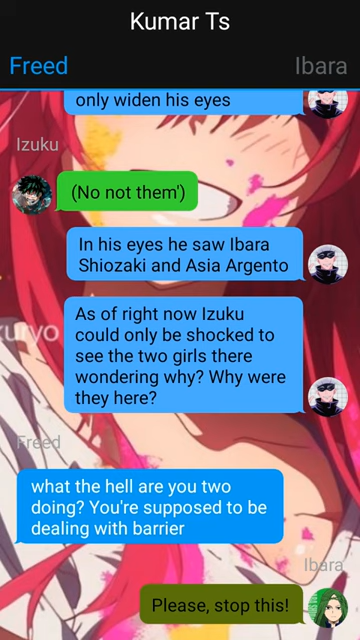 Kumar Ts
Freed
Ibara
only widen his eyes
Izuku
(No not them')
In his eyes he saw Ibara
Shiozaki and Asia Argento
As of right now Izuku
could only be shocked to
see the two girls there
wondering why? Why were
they here?
kuryo
Freed
what the hell are you two
doing? You're supposed to be
dealing with barrier
Ibara
Please, stop this!